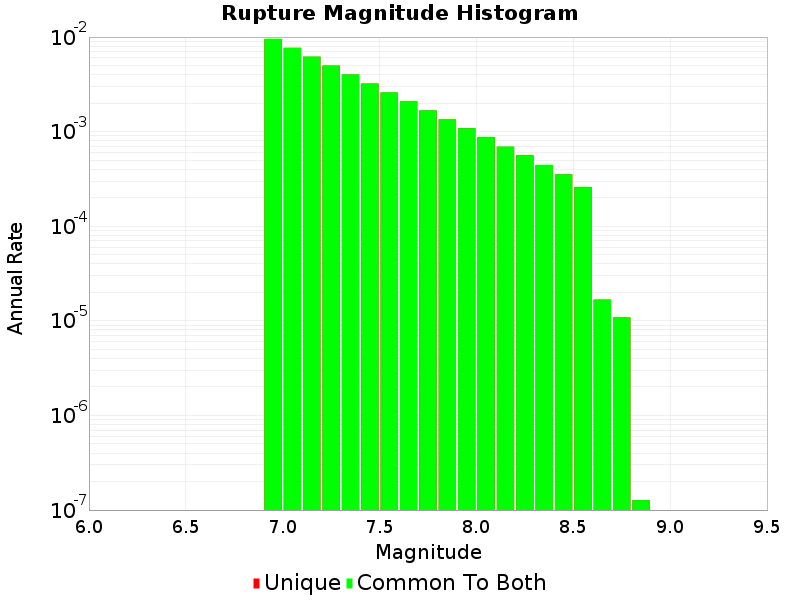 Rupture Magnitude Histogram
10^-2
10^-3
10^-4
10^-5
10^-6
10^-7
Annual Rate
6.0 6.5 7.0 7.5 8.0 8.5 9.0 9.5
Magnitude
Unique Common To Both